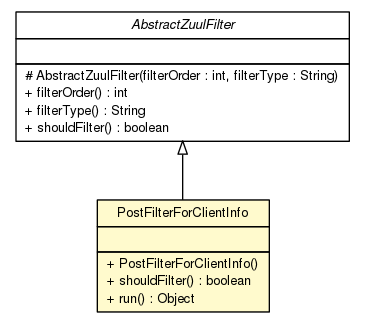 AbstractZuulFilter
# AbstractZuulFilter(filterOrder : int, filterType : String)
+ filterOrder() : int
+ filterType() : String
+ shouldFilter() : boolean
PostFilterForClientInfo
+ PostFilterForClientInfo()
+ shouldFilter() : boolean
+ run() : Object